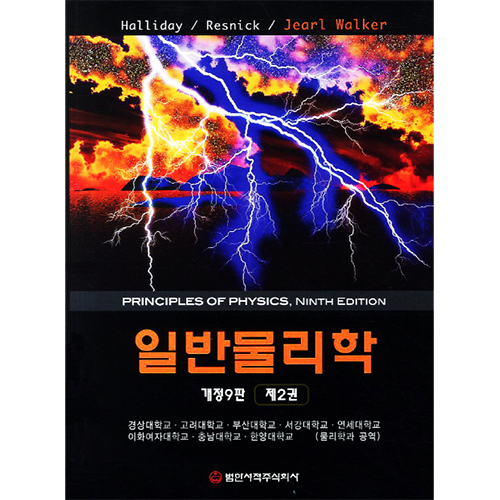 Halliday / Resnick / Jearl Walker
PRINCIPLES OF PHYSICS, NINTH EDITION
일반물리학
개정9판 제2권
경상대학교 · 고려대학교 · 부산대학교 · 서강대학교 · 연세대학교
이화여자대학교 · 충남대학교 · 한양대학교 (물리학과 공역)
범한서적주식회사